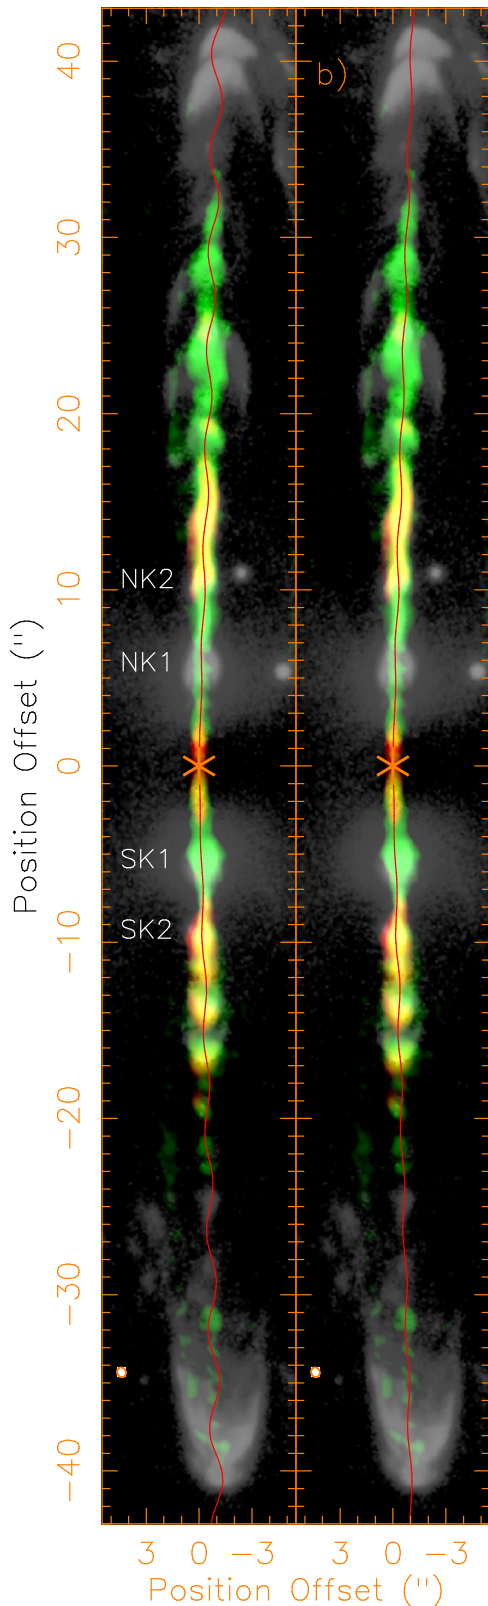 b)
40
30
20
10
0
−10
−20
−30
−40
NK2
NK1
SK1
SK2
Position Offset (")
3 0 −3
3 0 −3
Position Offset (")